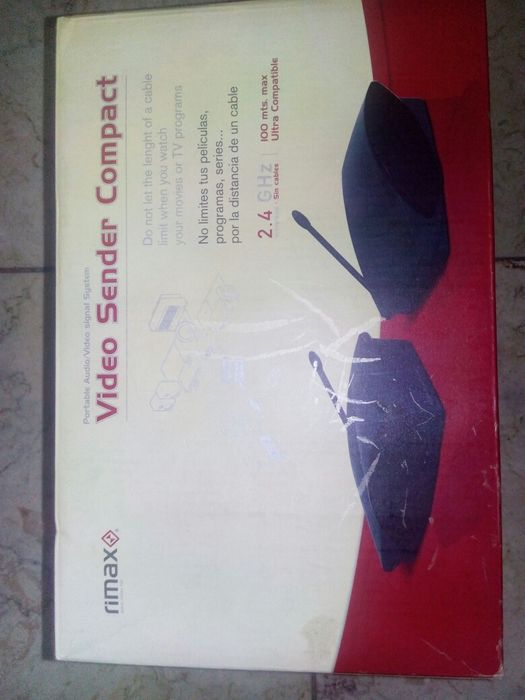 Portable Audio/Video signal System
Video Sender Compact
Do not let the lenght of a cable
limit when you watch
your movies or TV programs
No limites tus películas,
programas, series...
por la distancia de un cable
2.4 GHz
Sin cables
100 mts. max
Ultra Compatible
rimax